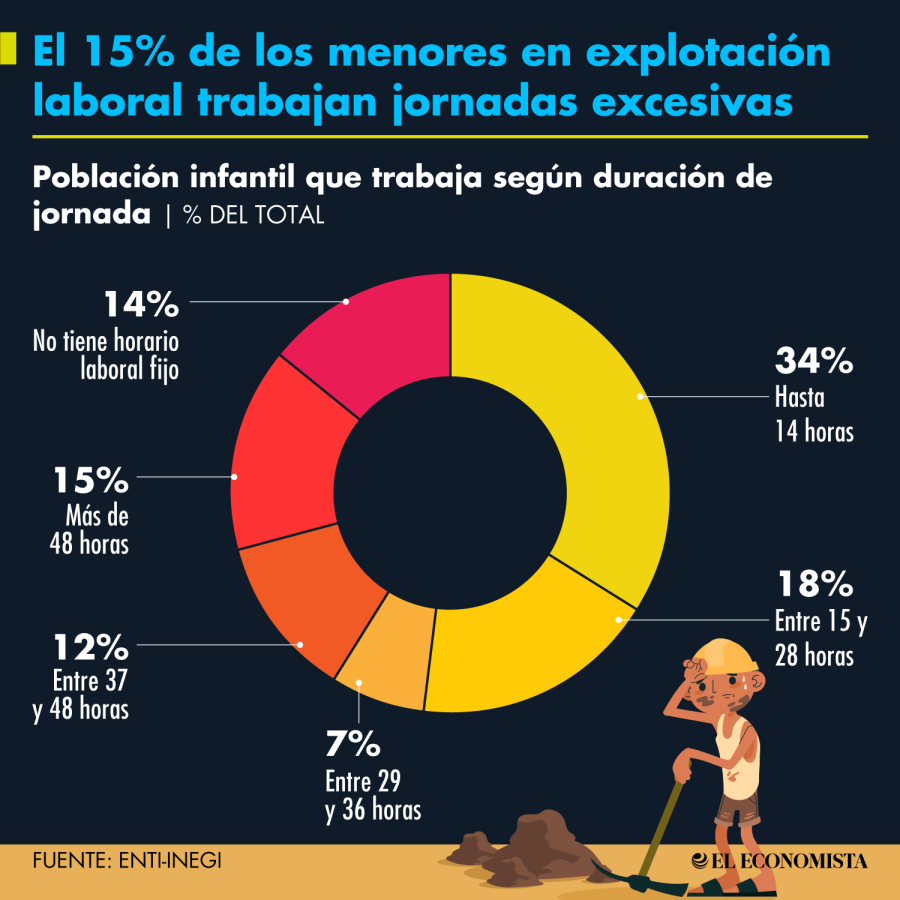 El 15% de los menores en explotación
laboral trabajan jornadas excesivas
Población infantil que trabaja según duración de
jornada | % DEL TOTAL
14%
No tiene horario
laboral fijo
34%
Hasta
14 horas
15%
Más de
48 horas
18%
Entre 15 y
28 horas
12%
Entre 37
y 48 horas
7%
Entre 29
y 36 horas
FUENTE: ENTI-INEGI
EL ECONOMISTA